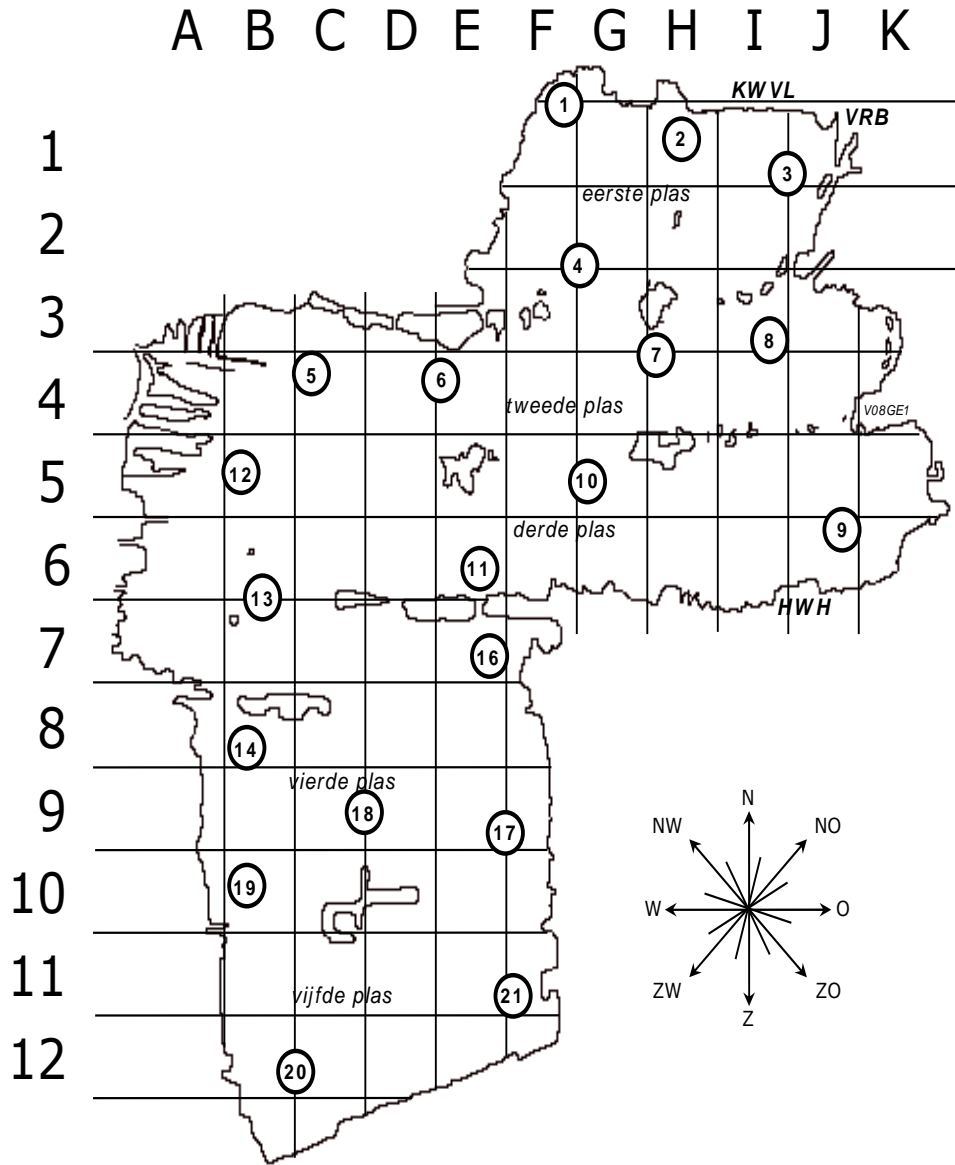 A B C D E F G H I J K
KWVL
1
VRB
2
1
3
eerste plas
2
4
3
8
7
5
6
4
tweede plas
V08GE1
12
5
10
derde plas
9
6
11
13
HWH
7
16
8
14
vierde plas
9
18
17
N
NW NO
10
19
W O
11
vijfde plas
21
ZW ZO
Z
12
20